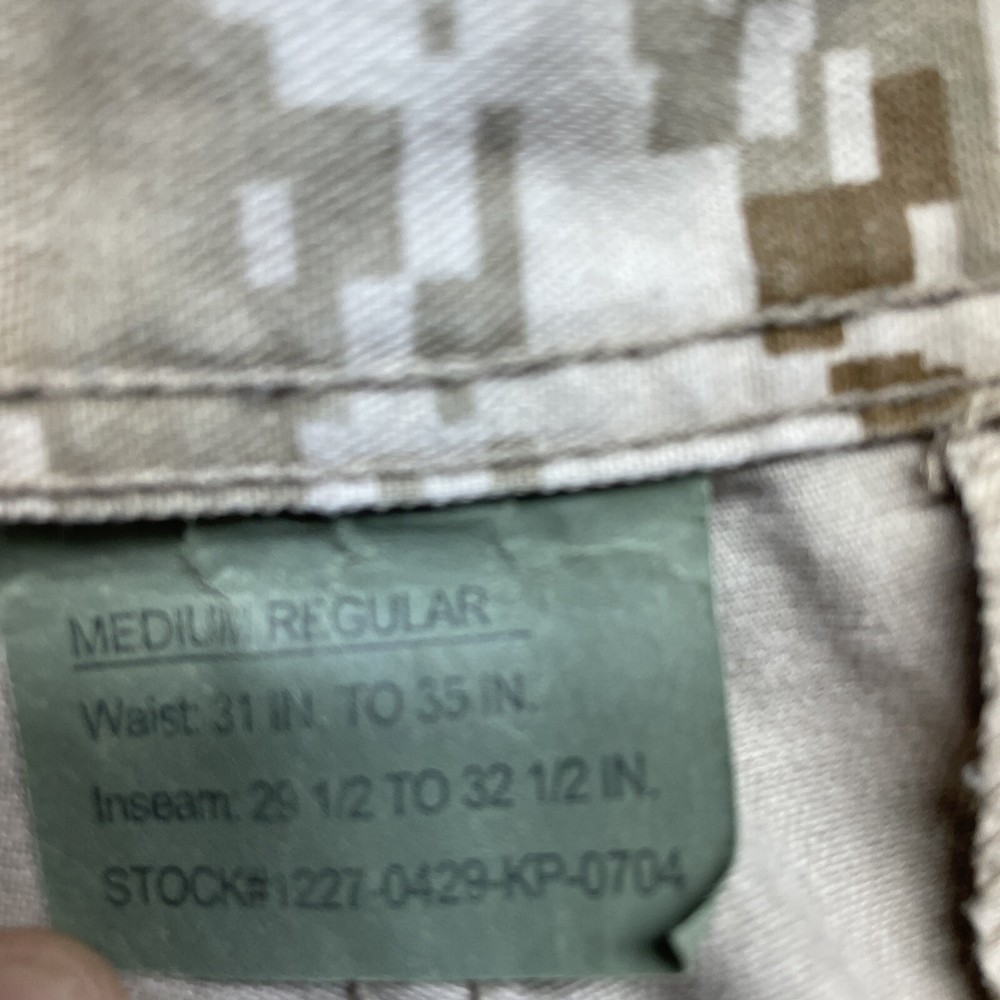 MEDIUM REGULAR
Waist: 31 IN. TO 35 IN.
Inseam: 29 1/2 TO 32 1/2 IN.
STOCK#1227-0429-KP-0704